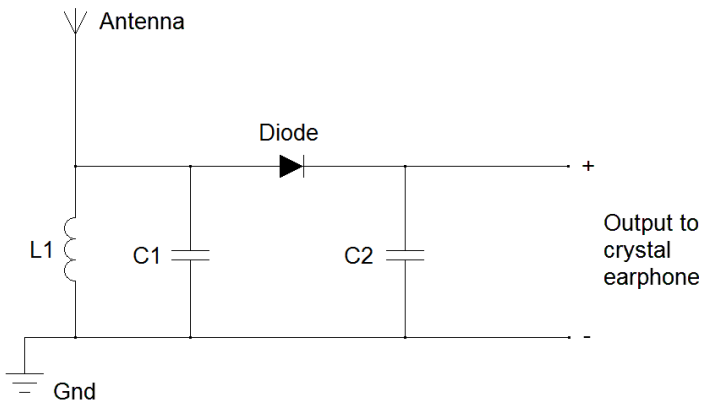 Antenna
Diode
+
L1
C1
C2
Output to
crystal
earphone
-
Gnd